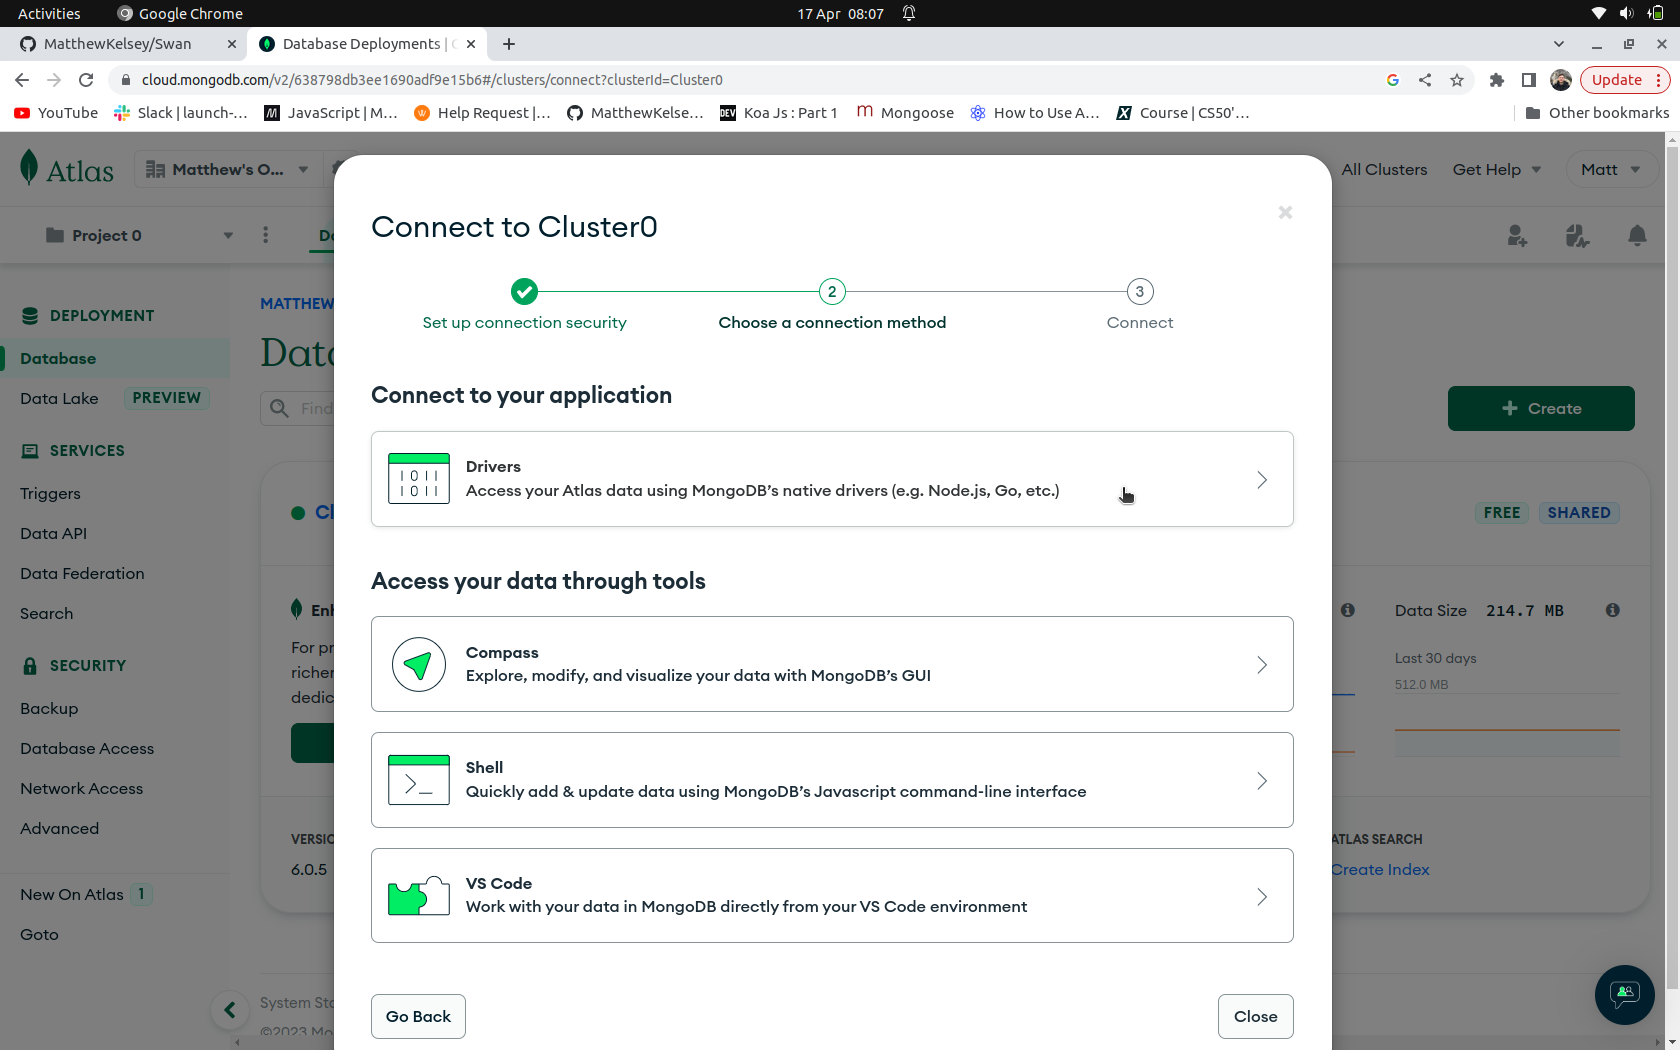 Activities Google Chrome 17 Apr 08:07
MatthewKelsey/Swan Database Deployments |
cloud.mongodb.com/v2/638798db3ee1690adf9e15b6#/clusters/connect?clusterId=Cluster0 Update
YouTube Slack | launch-... JavaScript | M... Help Request |... MatthewKelse... Koa Js : Part 1 Mongoose How to Use A... Course | CS50'... Other bookmarks
Atlas Matthew's O... All Clusters Get Help Matt
Project 0
Connect to Cluster0
2 3
Set up connection security Choose a connection method Connect
MATTHEW
DEPLOYMENT
Database
Data Lake PREVIEW
SERVICES
Triggers
Data API
Data Federation
Search
SECURITY
Backup
Database Access
Network Access
Advanced
New On Atlas 1
Goto
Find
Create
Connect to your application
Drivers
Access your Atlas data using MongoDB's native drivers (e.g. Node.js, Go, etc.)
FREE SHARED
Access your data through tools
Compass
Explore, modify, and visualize your data with MongoDB's GUI
Data Size 214.7 MB
Last 30 days
512.0 MB
For
Shell
Quickly add & update data using MongoDB's Javascript command-line interface
VS Code
Work with your data in MongoDB directly from your VS Code environment
6.0.5
ATLAS SEARCH
Create Index
System
©2023
Go Back Close